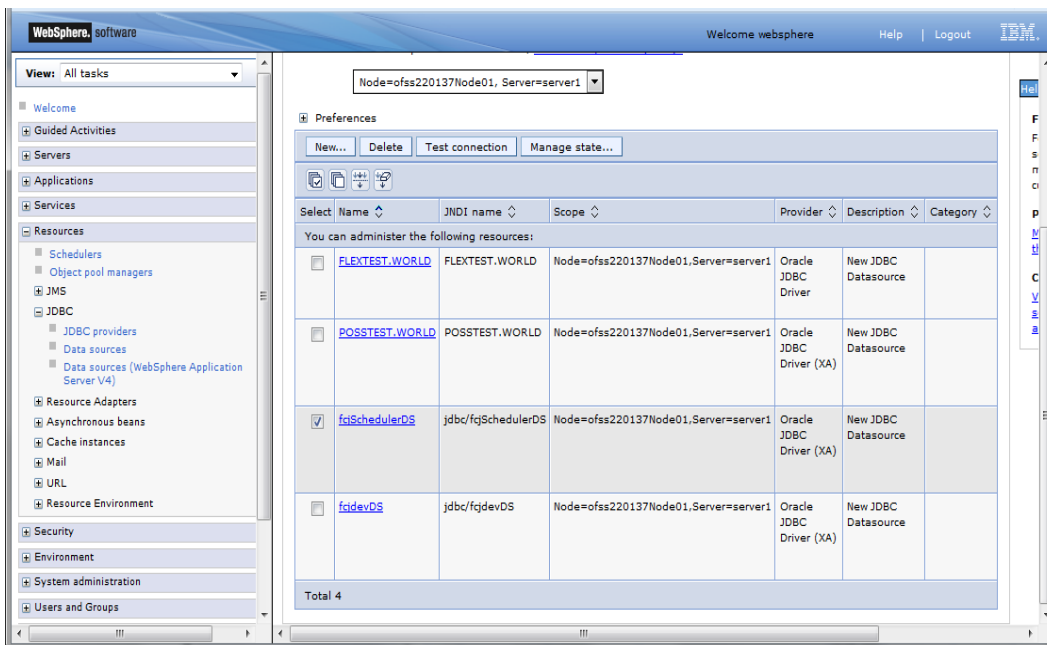 WebSphere. software
Welcome websphere
Help | Logout
IBM.
View: All tasks
Welcome
Guided Activities
Servers
Applications
Services
Resources
Schedulers
Object pool managers
JMS
JDBC
JDBC providers
Data sources
Data sources (WebSphere Application
Server V4)
Resource Adapters
Asynchronous beans
Cache instances
Mail
URL
Resource Environment
Security
Environment
System administration
Users and Groups
Node=ofss220137Node01, Server=server1
Preferences
New... Delete Test connection Manage state...
Select Name JNDI name Scope Provider Description Category
You can administer the following resources:
FLEXTEST.WORLD FLEXTEST.WORLD Node=ofss220137Node01,Server=server1 Oracle New JDBC
JDBC Datasource
Driver
POSSTEST.WORLD POSSTEST.WORLD Node=ofss220137Node01,Server=server1 Oracle New JDBC
JDBC Datasource
Driver (XA)
fcjSchedulerDS jdbc/fcjSchedulerDS Node=ofss220137Node01,Server=server1 Oracle New JDBC
JDBC Datasource
Driver (XA)
fcjdevDS jdbc/fcjdevDS Node=ofss220137Node01,Server=server1 Oracle New JDBC
JDBC Datasource
Driver (XA)
Total 4
Hel